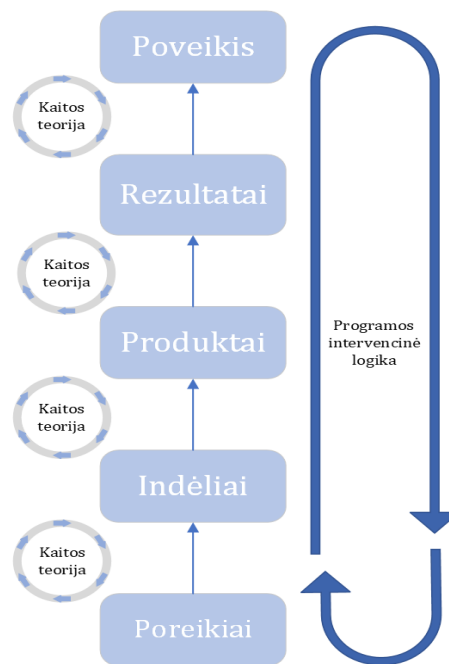 Poveikis
Kaitos
teorija
Rezultatai
Kaitos
teorija
Produktai
Programos
intervencinė
logika
Kaitos
teorija
Indėliai
Kaitos
teorija
Poreikiai